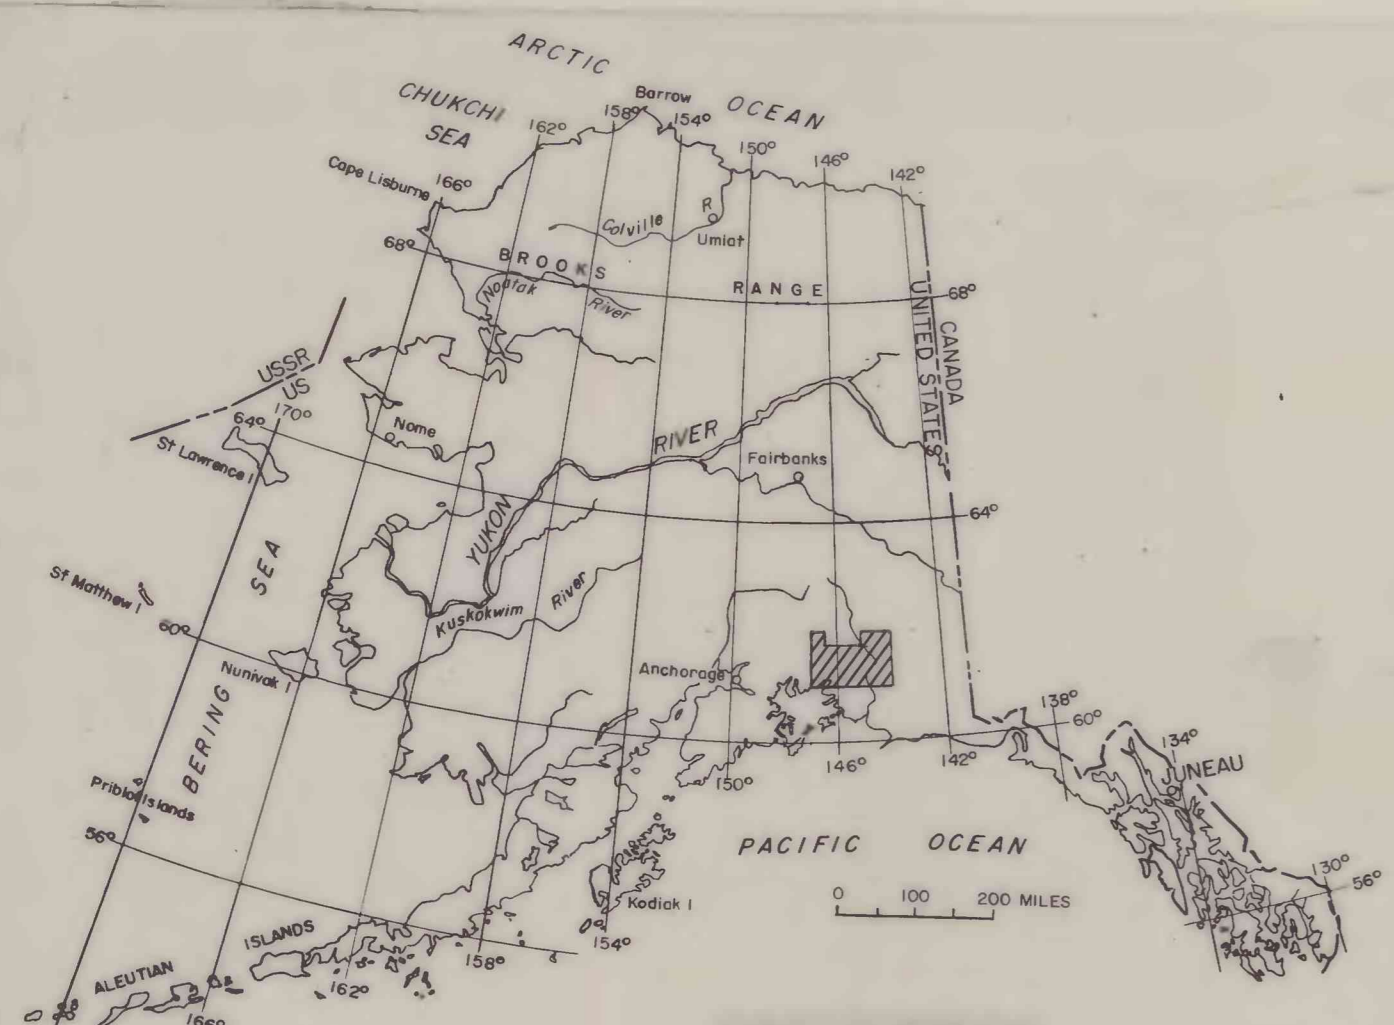 ARCTIC
OCEAN
CHUKCHI
SEA
Barrow
162°
158°
154°
150°
146°
142°
Cape Lisburne
166°
R
Colville
Umiat
68°
BROOKS
RANGE
68°
Noatak
River
UNITED STATES
CANADA
USSR
US
170°
64°
Nome
St Lawrence I
YUKON
RIVER
Fairbanks
64°
SEA
BERING
St Matthew I
60°
Nunivak I
Kuskokwim
River
Anchorage
138°
60°
134°
JUNEAU
150°
146°
142°
Pribilof Islands
56°
PACIFIC OCEAN
0 100 200 MILES
130°
56°
Kodiak I
154°
158°
162°
166°
ALEUTIAN
ISLANDS